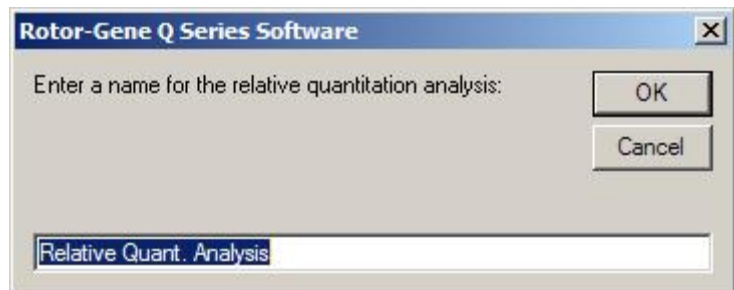 Rotor-Gene Q Series Software
Enter a name for the relative quantitation analysis:
OK
Cancel
Relative Quant. Analysis